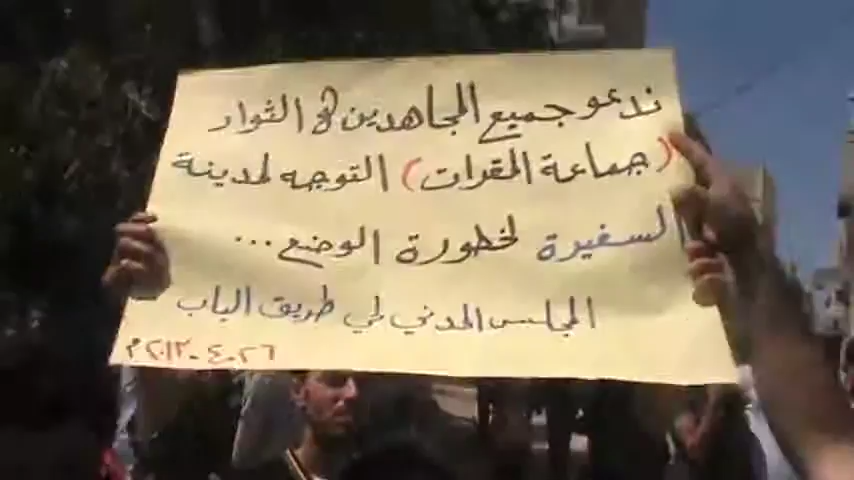 ندعو جميع المجاهدين في الثوار
(جماعة المقرات) التوجه لمدينة
السفيرة لخطورة الوضع...
المجلس المدني لحي طريق الباب
٢٦-٤-٢٠١٣م